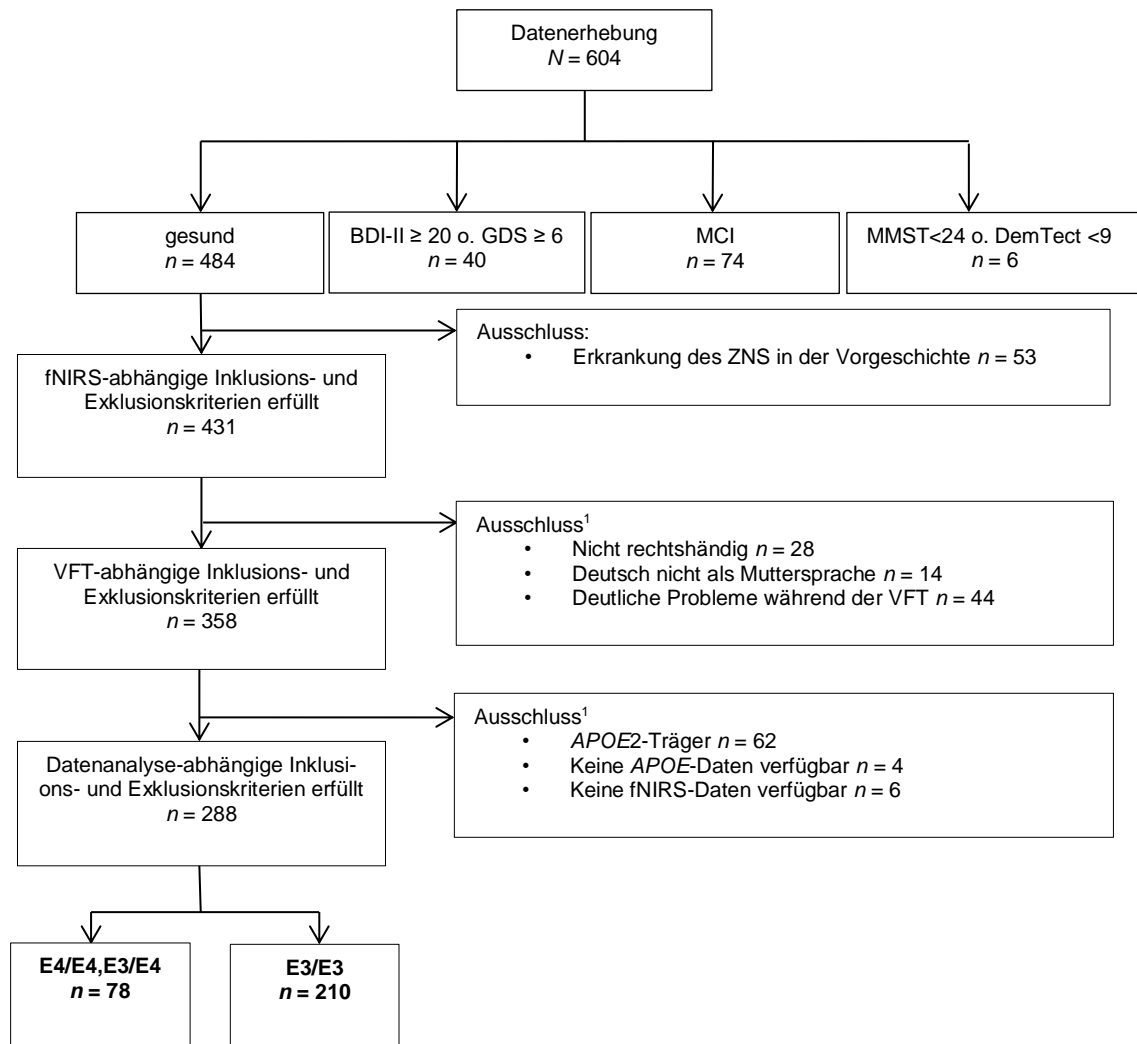 Datenerhebung
N = 604
gesund
n = 484
BDI-II ≥ 20 o. GDS ≥ 6
n = 40
MCI
n = 74
MMST<24 o. DemTect <9
n = 6
Ausschluss:
• Erkrankung des ZNS in der Vorgeschichte n = 53
fNIRS-abhängige Inklusions- und
Exklusionskriterien erfüllt
n = 431
Ausschluss¹
• Nicht rechtshändig n = 28
• Deutsch nicht als Muttersprache n = 14
• Deutliche Probleme während der VFT n = 44
VFT-abhängige Inklusions- und
Exklusionskriterien erfüllt
n = 358
Ausschluss¹
• APOE2-Träger n = 62
• Keine APOE-Daten verfügbar n = 4
• Keine fNIRS-Daten verfügbar n = 6
Datenanalyse-abhängige Inklusi-
ons- und Exklusionskriterien erfüllt
n = 288
E4/E4,E3/E4
n = 78
E3/E3
n = 210